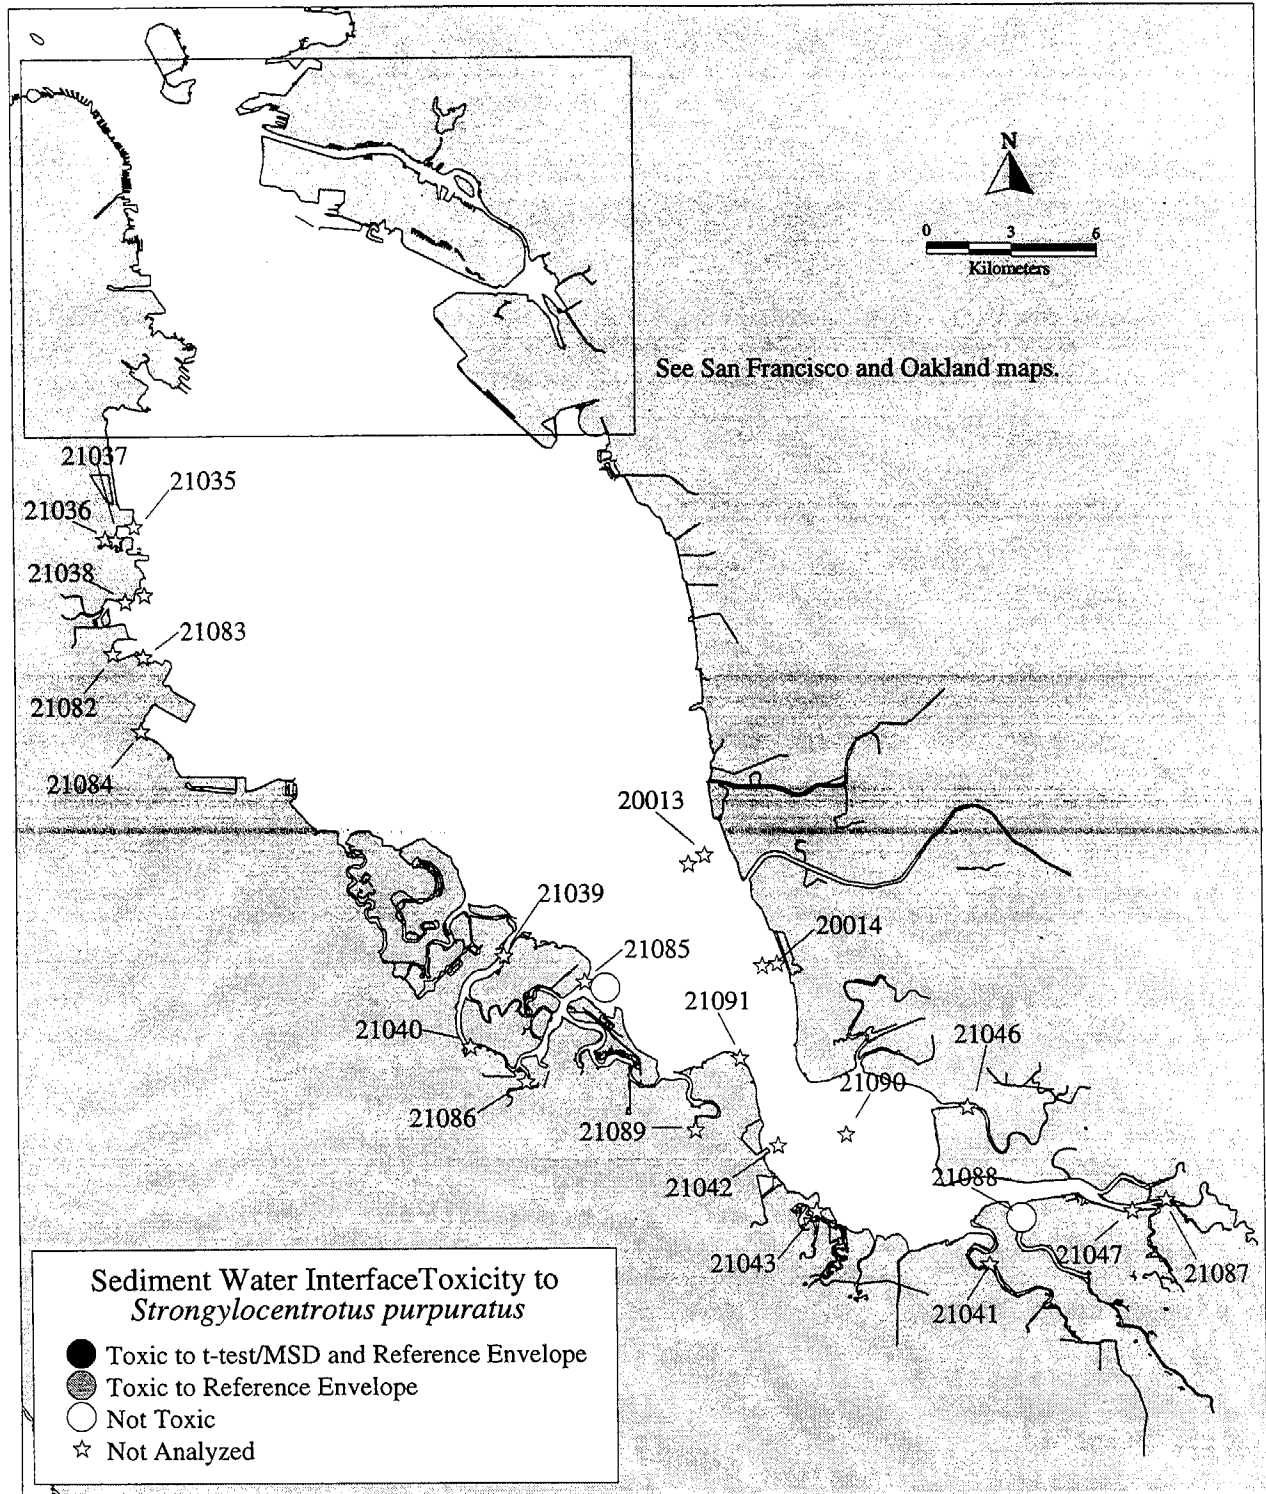 N
0 3 6
Kilometers
See San Francisco and Oakland maps.
21037
21035
21036
21038
21083
21082
21084
20013
21039
20014
21085
21091
21040
21046
21090
21086
21089
21088
21042
21043
21047
21087
21041
Sediment Water InterfaceToxicity to
Strongylocentrotus purpuratus
Toxic to t-test/MSD and Reference Envelope
Toxic to Reference Envelope
Not Toxic
Not Analyzed